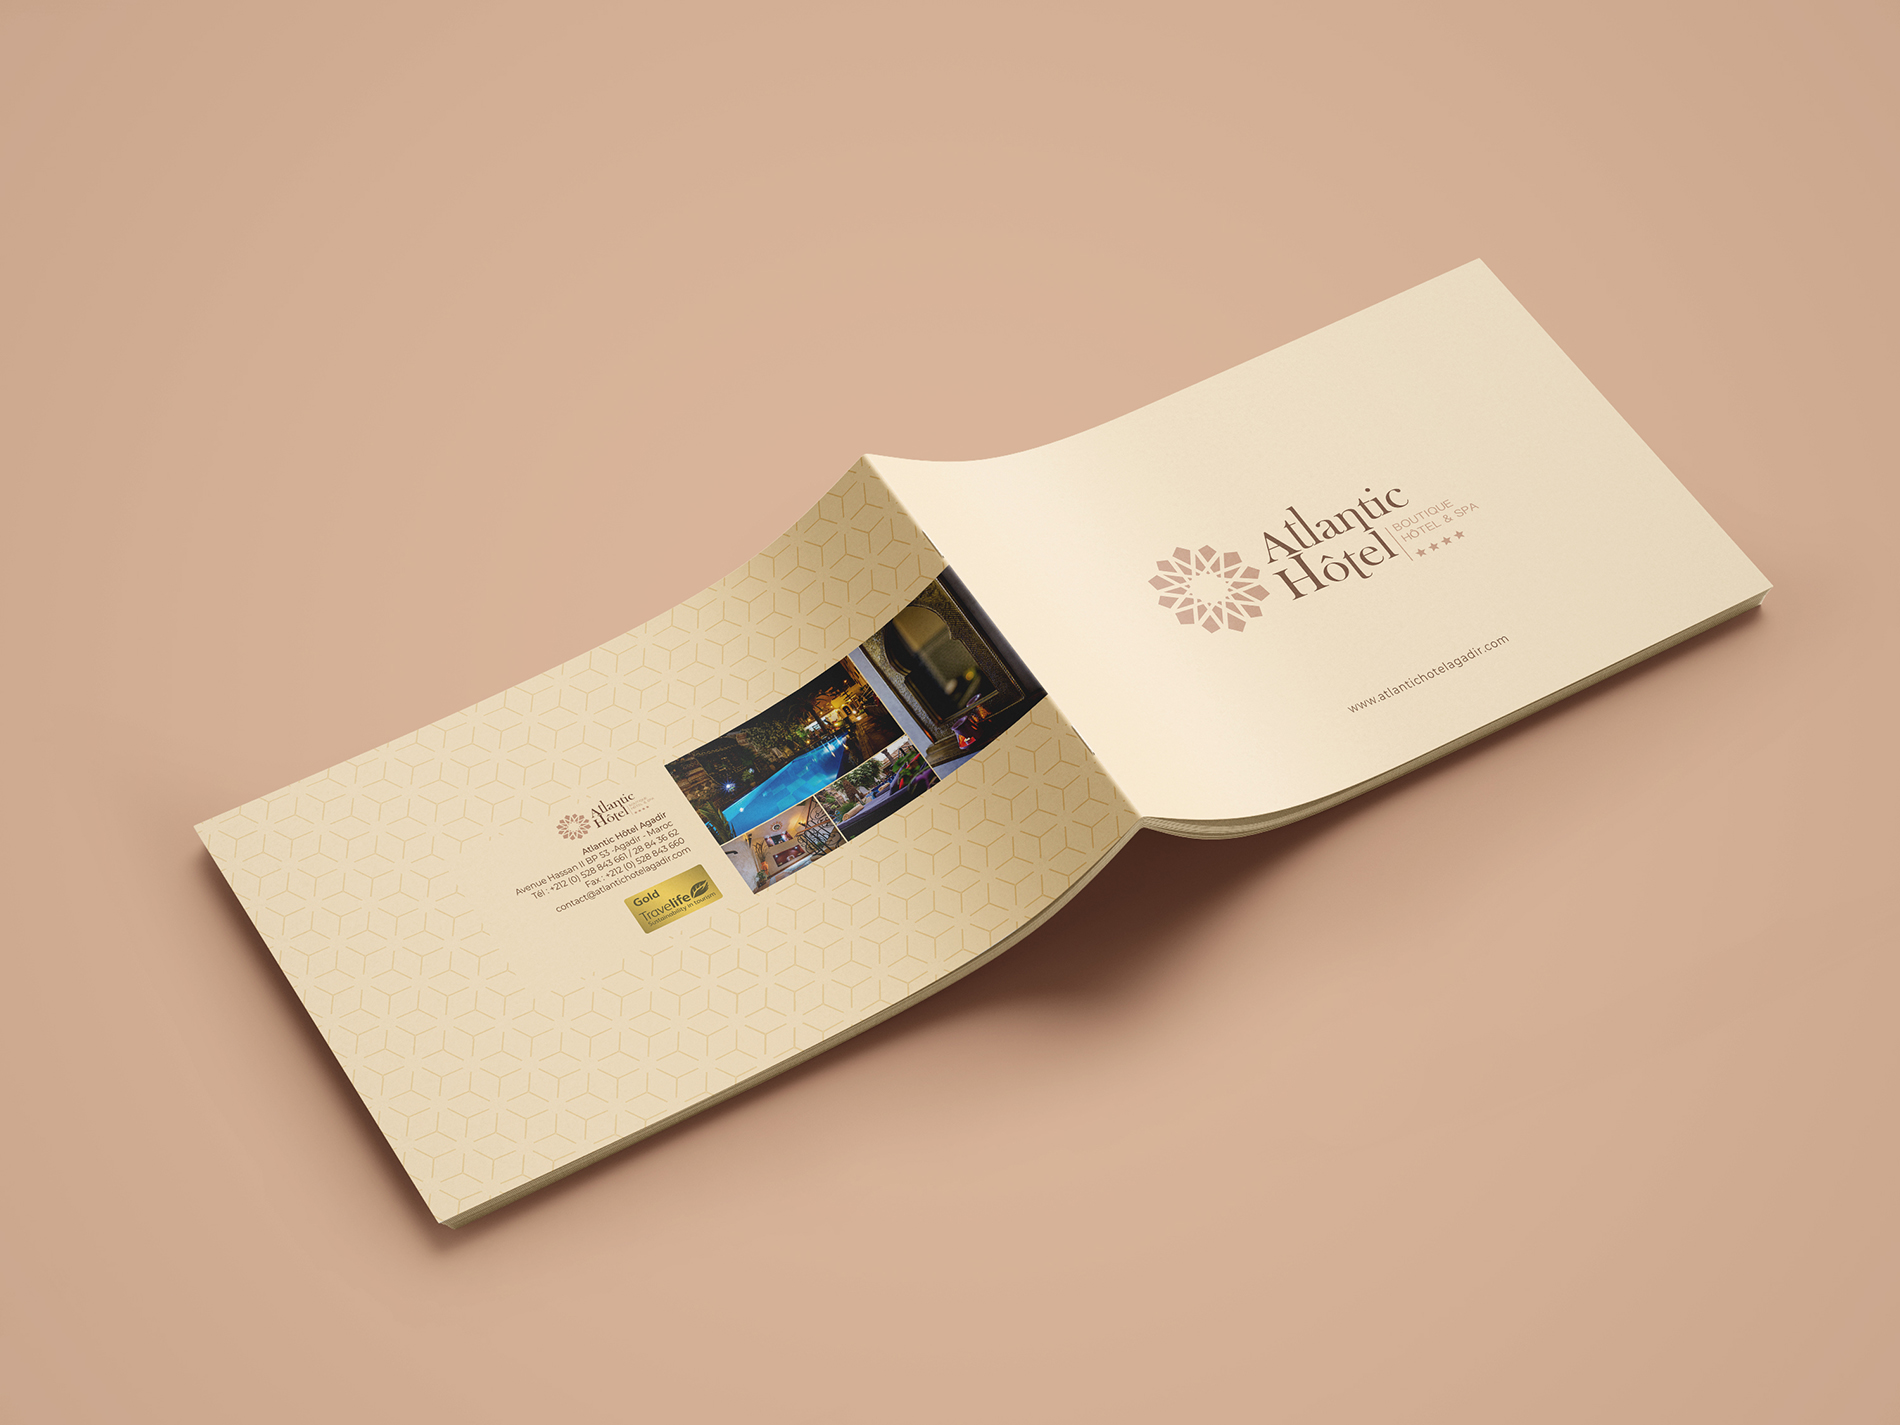 Atlantic
Hôtel
Atlantic Hôtel Agadir
Avenue Hassan II BP 53 -Agadir - Maroc
Tél : +212 (0) 528 843 661 / 28 84 36 62
Fax : +212 (0) 528 843 660
contact@atlantichotelagadir.com
Gold
Travelife
Sustainability in tourism
Atlantic
Hôtel
BOUTIQUE
HÔTEL & SPA
www.atlantichotelagadir.com